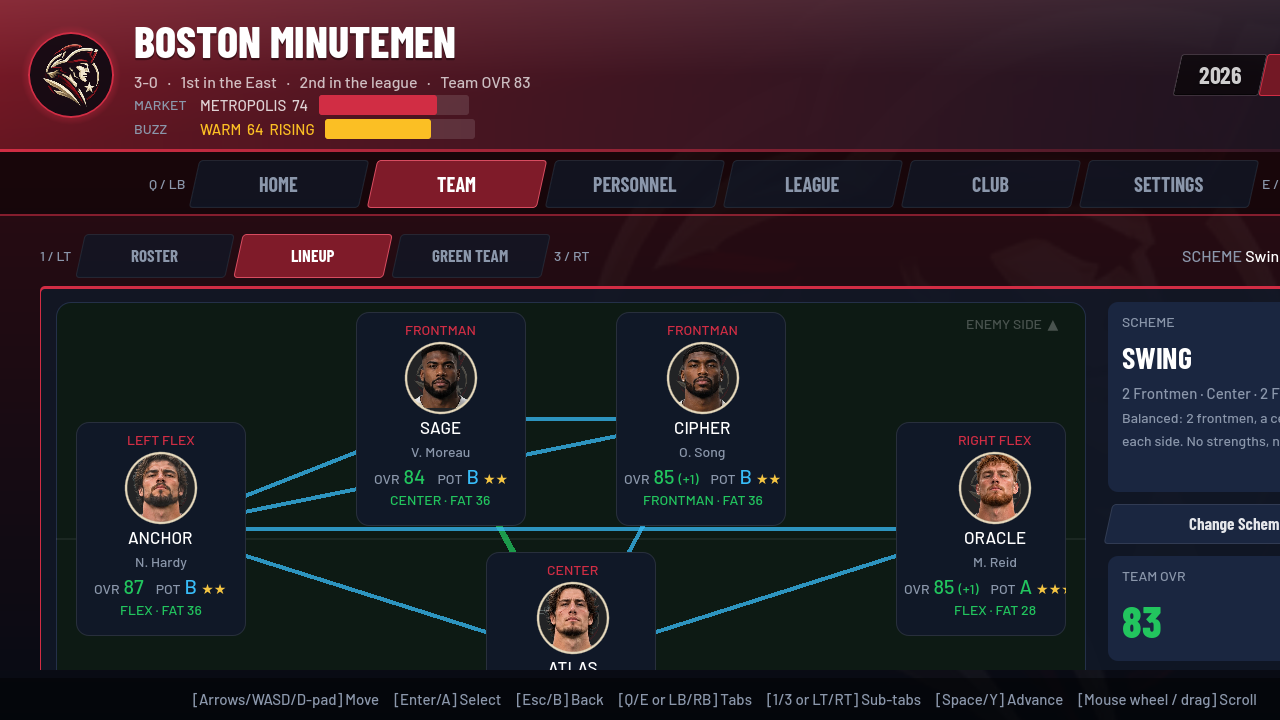 BOSTON MINUTEMEN
3-0 · 1st in the East · 2nd in the league · Team OVR 83
MARKET METROPOLIS 74
BUZZ WARM 64 RISING
2026
Q / LB HOME TEAM PERSONNEL LEAGUE CLUB SETTINGS E /
1 / LT ROSTER LINEUP GREEN TEAM 3 / RT
SCHEME Swin
ENEMY SIDE ▲
FRONTMAN
SAGE
V. Moreau
OVR 84 POT B ★★
CENTER · FAT 36
FRONTMAN
CIPHER
O. Song
OVR 85 (+1) POT B ★★
FRONTMAN · FAT 36
LEFT FLEX
ANCHOR
N. Hardy
OVR 87 POT B ★★
FLEX · FAT 36
RIGHT FLEX
ORACLE
M. Reid
OVR 85 (+1) POT A ★★★
FLEX · FAT 28
CENTER
ATLAS
SCHEME
SWING
2 Frontmen · Center · 2 F
Balanced: 2 frontmen, a c
each side. No strengths, n
Change Schem
TEAM OVR
83
[Arrows/WASD/D-pad] Move [Enter/A] Select [Esc/B] Back [Q/E or LB/RB] Tabs [1/3 or LT/RT] Sub-tabs [Space/Y] Advance [Mouse wheel / drag] Scroll